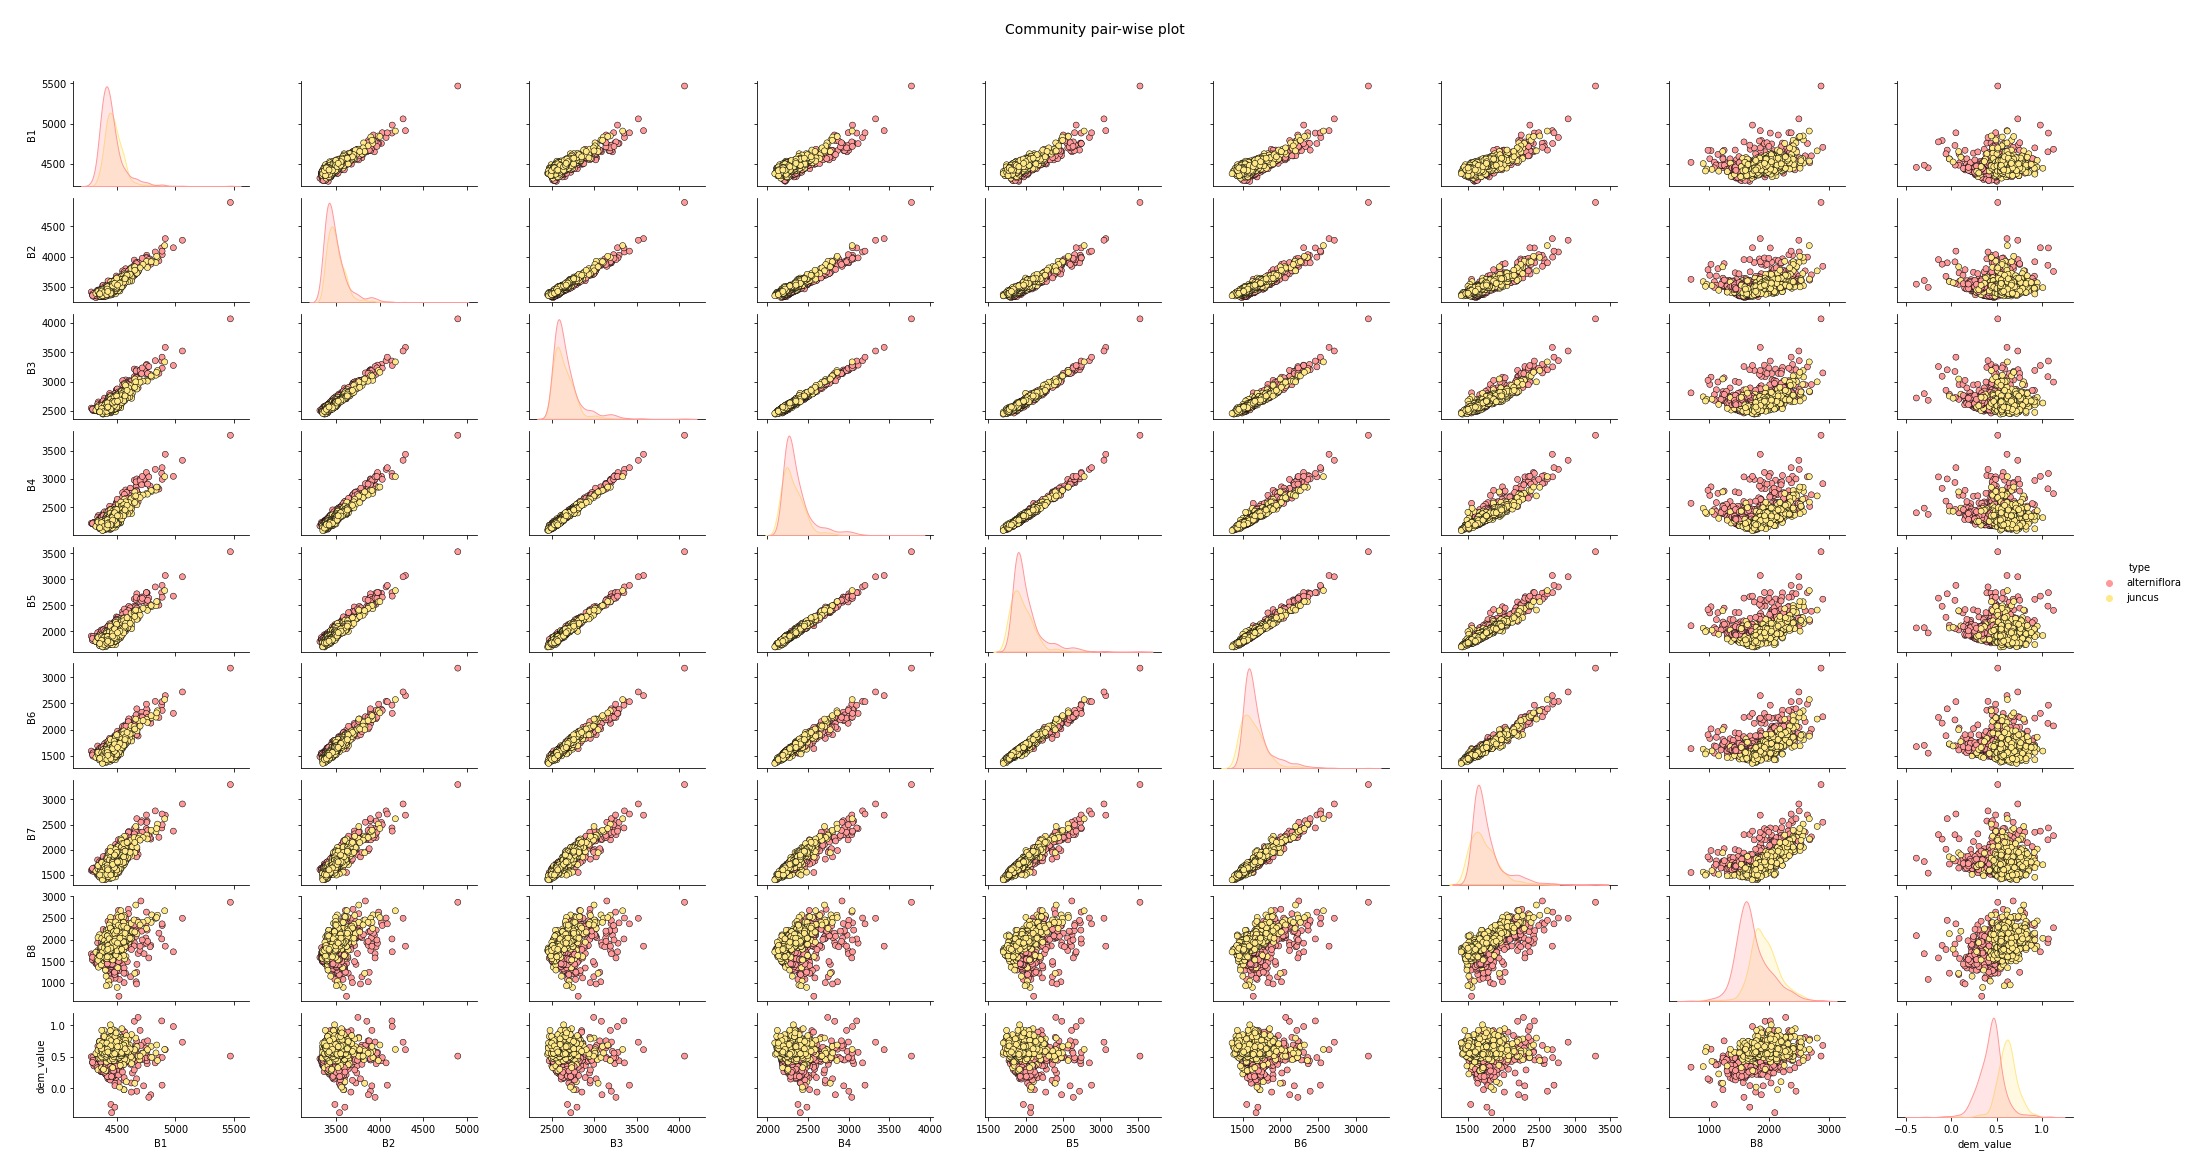 Community pair-wise plot
5500
5000
4500
B1
4500
4000
3500
B2
4000
3500
3000
2500
B3
3500
3000
2500
B4
3500
3000
2500
2000
B5
type
alterniflora
juncus
3000
2500
2000
1500
B6
3000
2500
2000
1500
B7
3000
2500
2000
1500
1000
B8
1.0
0.5
0.0
dem_value
4500 5000 5500
3500 4000 4500 5000
2500 3000 3500 4000
2000 2500 3000 3500 4000
1500 2000 2500 3000 3500
1500 2000 2500 3000
1500 2000 2500 3000 3500
1000 2000 3000
−0.5 0.0 0.5 1.0
B1 B2 B3 B4 B5 B6 B7 B8 dem_value